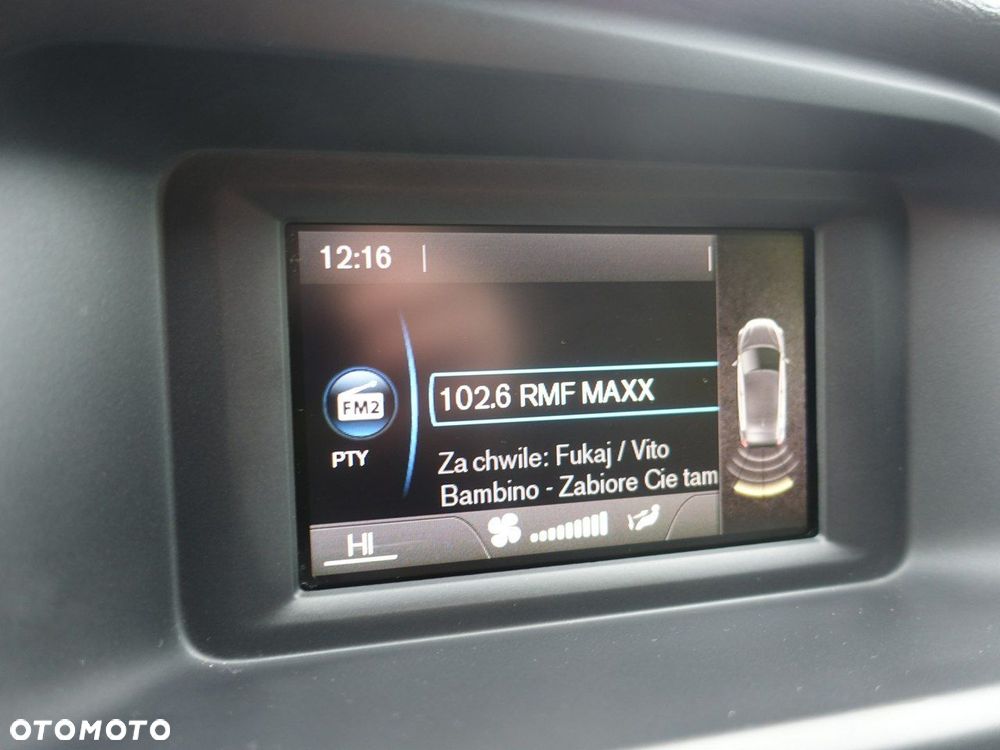 12:16
FM2
102.6 RMF MAXX
PTY
Za chwile: Fukaj / Vito
Bambino - Zabiore Cie tam
HI
OTOMOTO